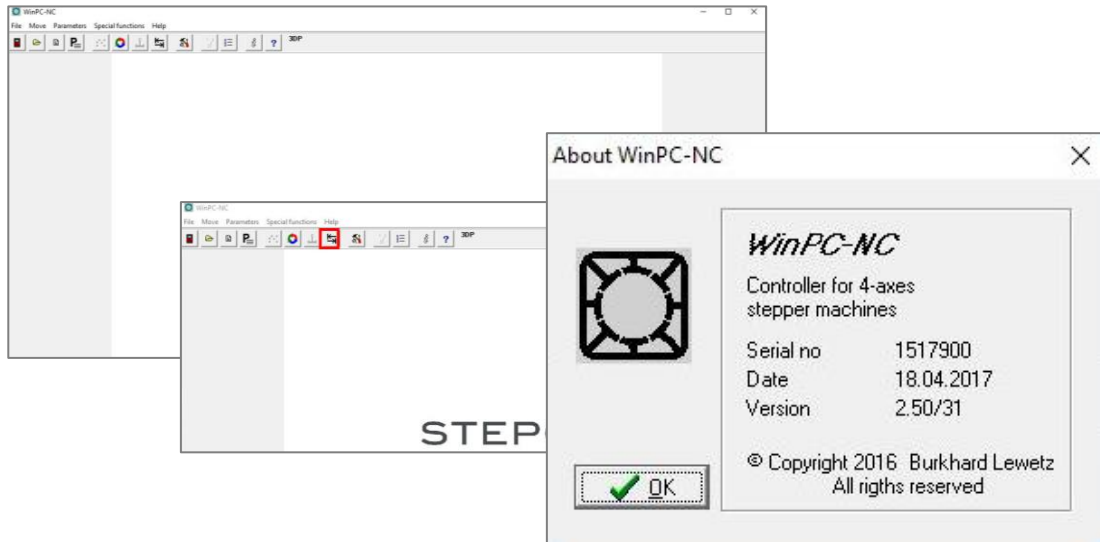 WinPC-NC
File Move Parameters Special functions Help
3DP
WinPC-NC
File Move Parameters Special functions Help
3DP
STEP
About WinPC-NC
WinPC-NC
Controller for 4-axes
stepper machines
Serial no 1517900
Date 18.04.2017
Version 2.50/31
© Copyright 2016 Burkhard Lewetz
All rigths reserved
OK